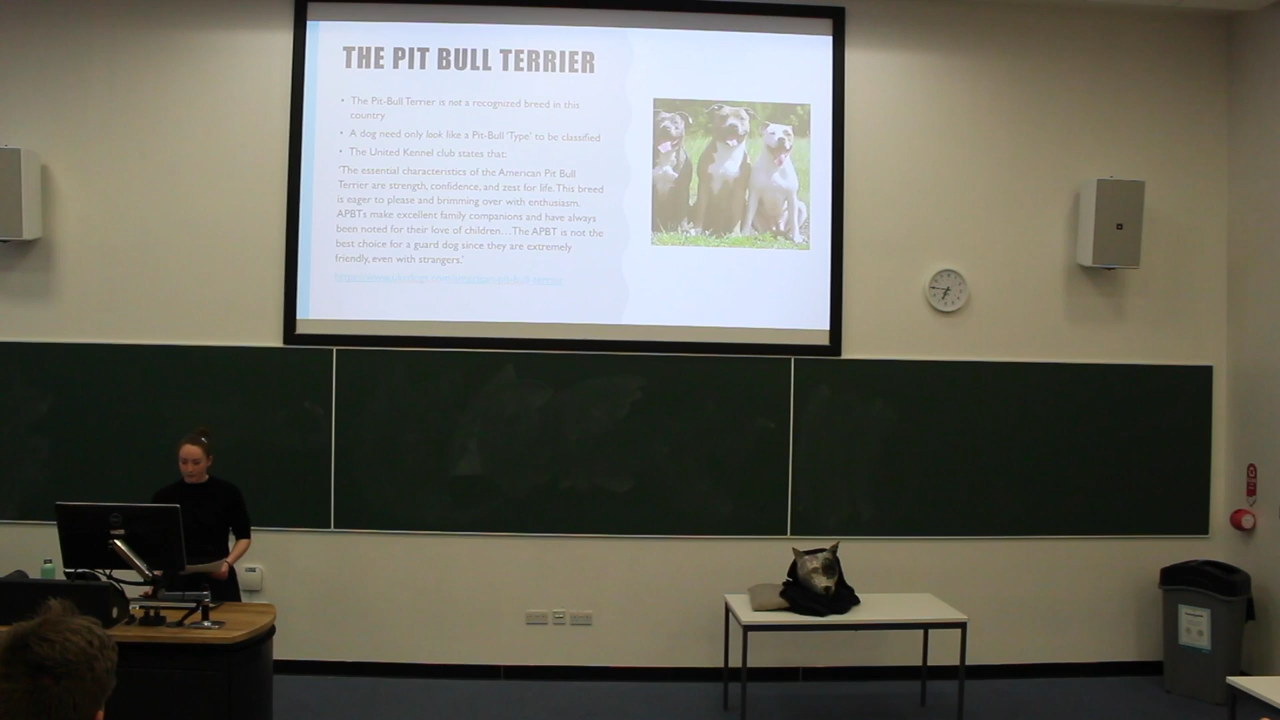 THE PIT BULL TERRIER
• The Pit-Bull Terrier is not a recognized breed in this
country
• A dog need only look like a Pit-Bull 'Type' to be classified
• The United Kennel club states that:
'The essential characteristics of the American Pit Bull
Terrier are strength, confidence, and zest for life. This breed
is eager to please and brimming over with enthusiasm.
APBTs make excellent family companions and have always
been noted for their love of children…The APBT is not the
best choice for a guard dog since they are extremely
friendly, even with strangers.'